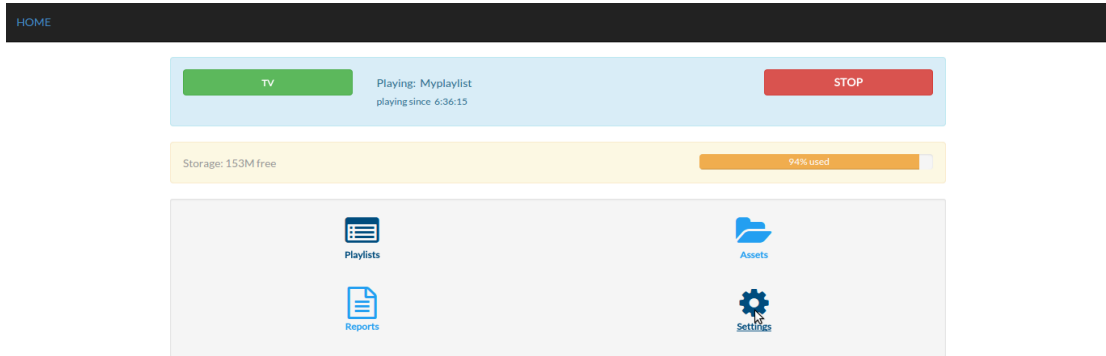 HOME
TV
Playing: Myplaylist
STOP
playing since 6:36:15
Storage: 153M free
94% used
Playlists
Assets
Reports
Settings